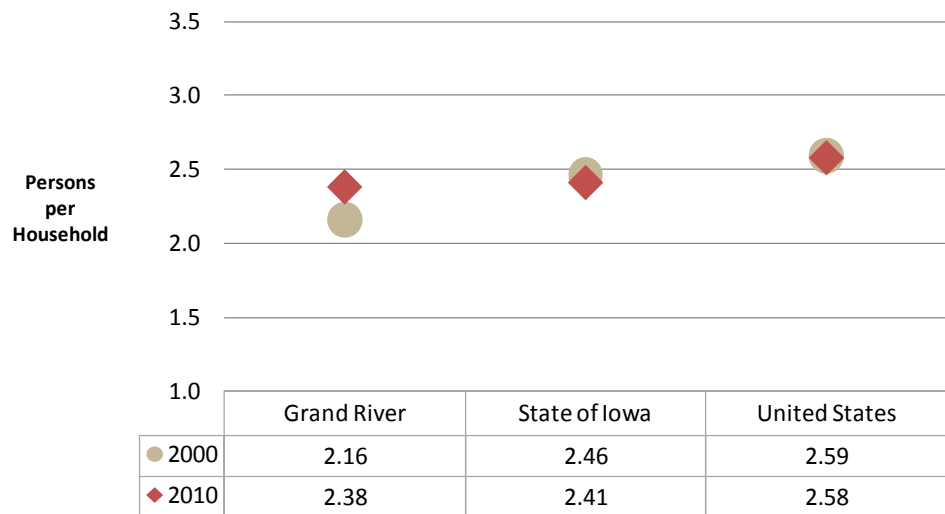 3.5
3.0
2.5
2.0
1.5
1.0
Persons
per
Household
Grand River State of Iowa United States
2000 2.16 2.46 2.59
2010 2.38 2.41 2.58